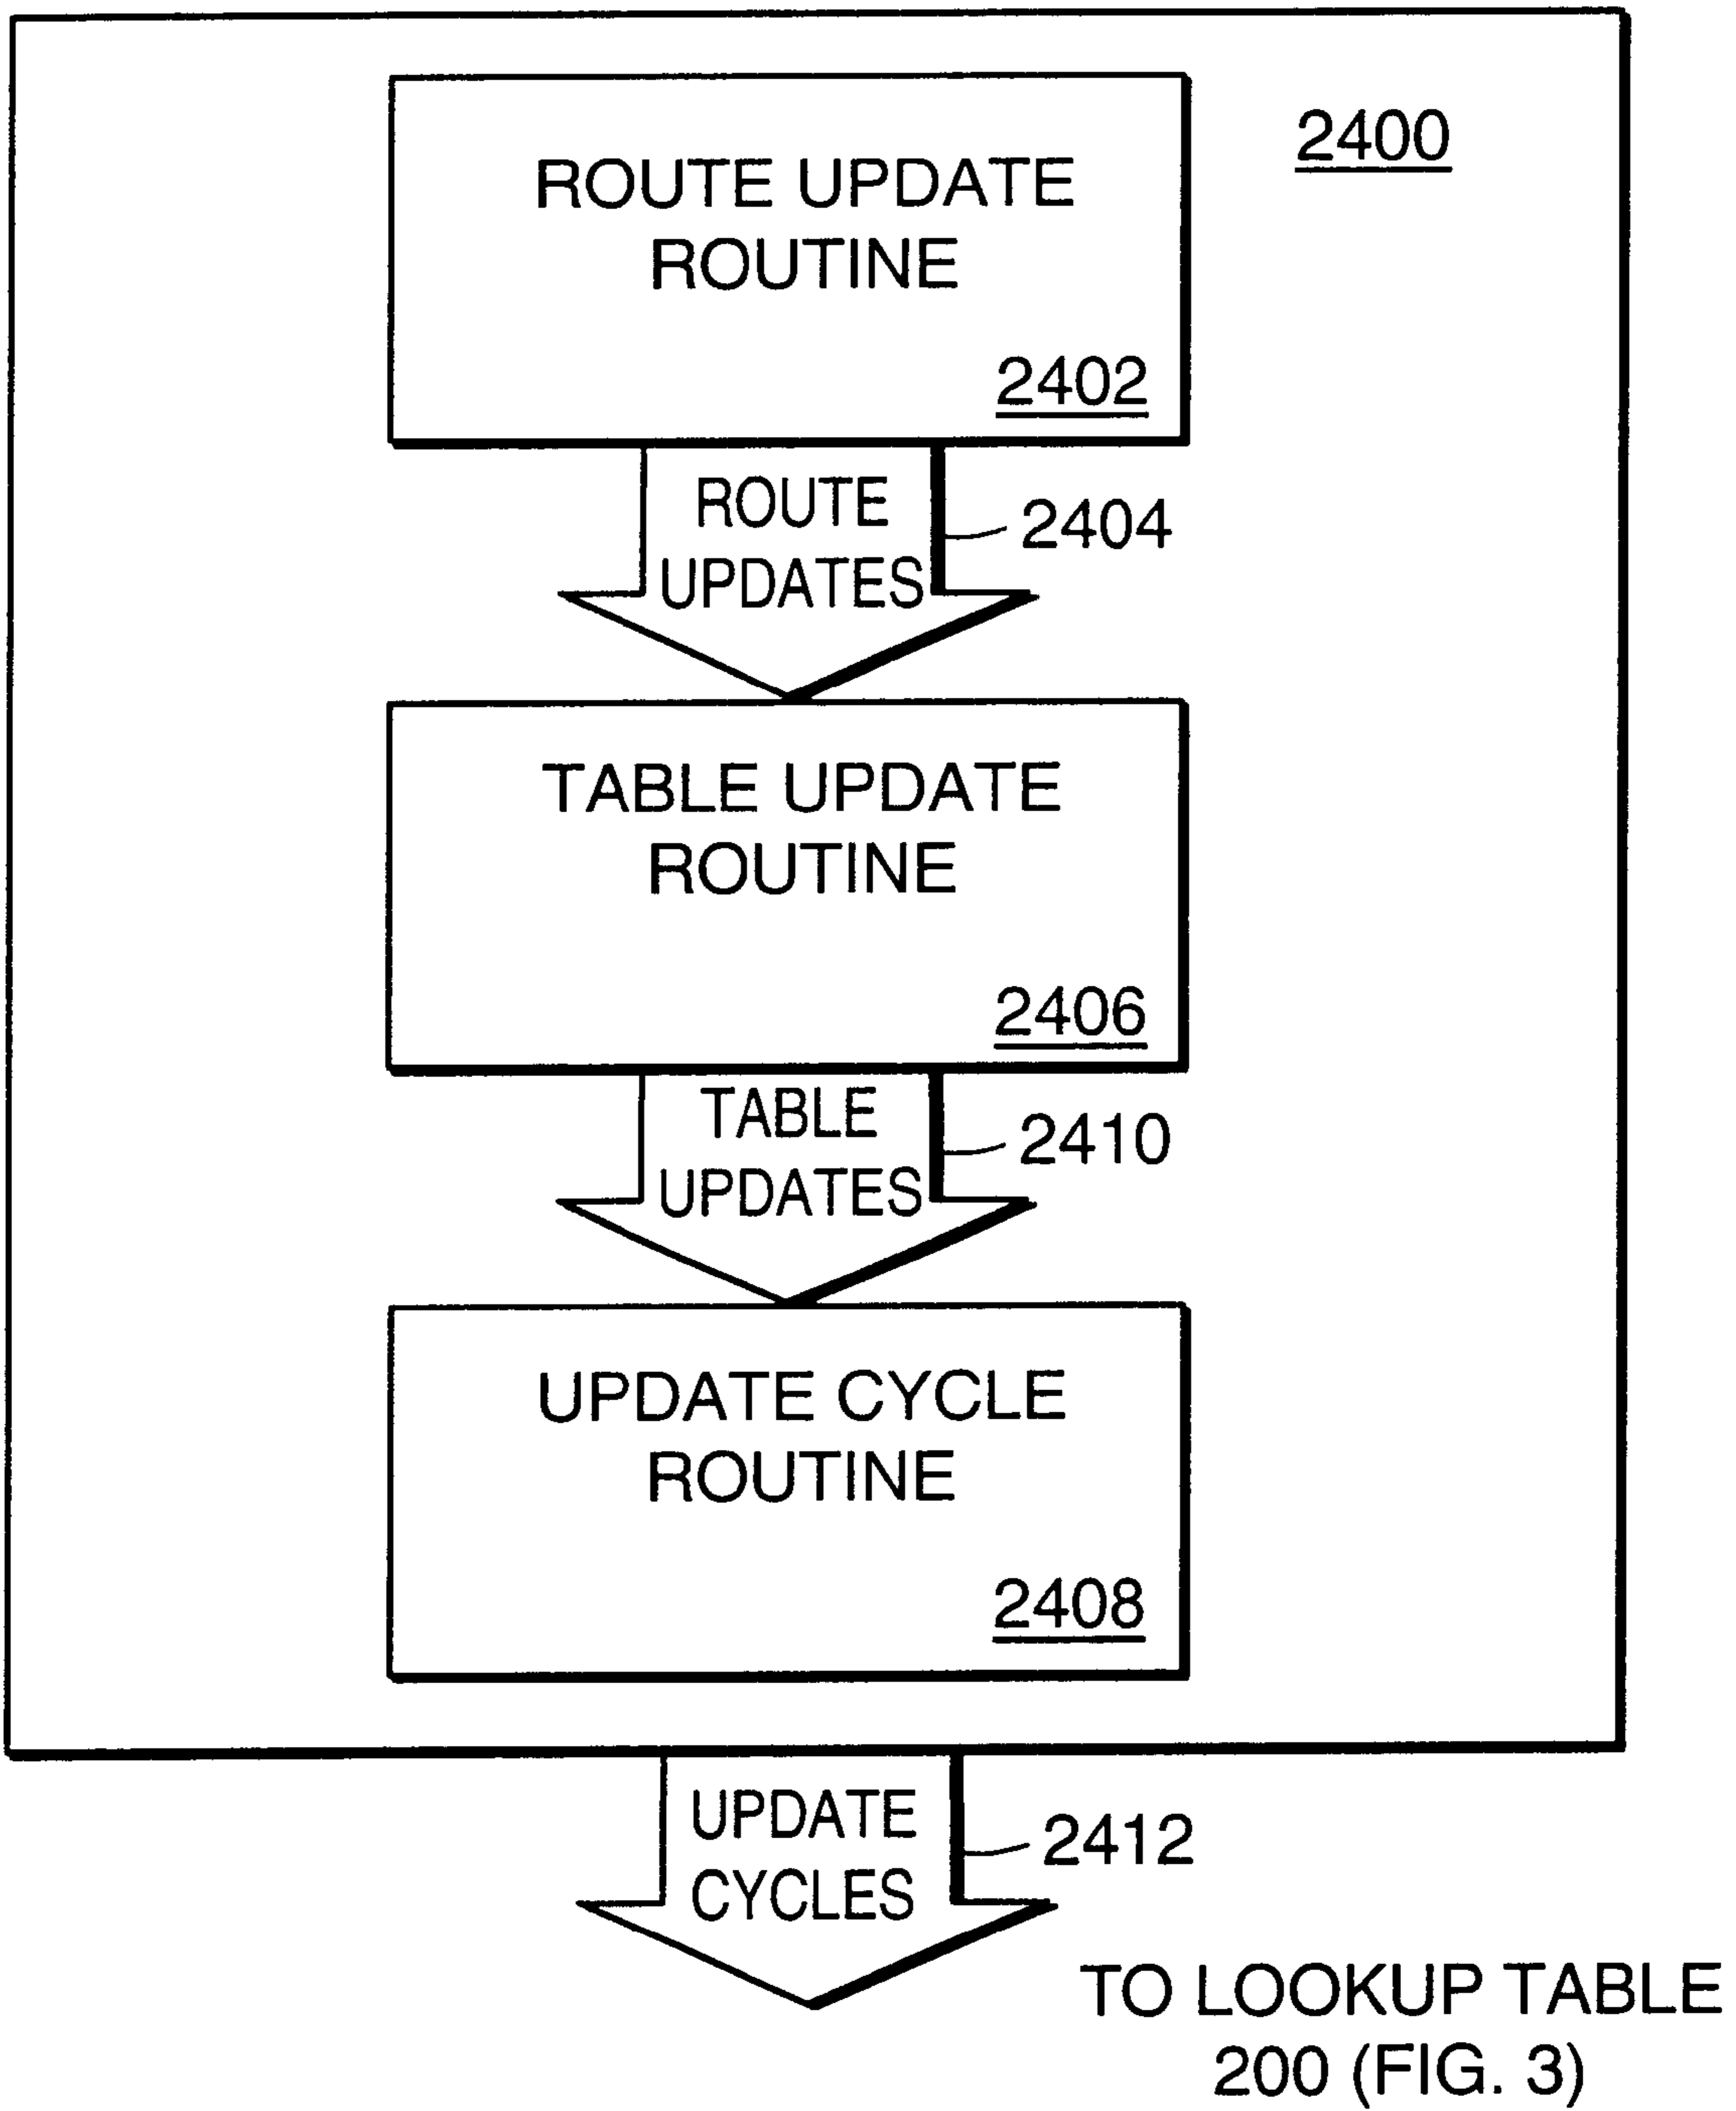 2400
ROUTE UPDATE
ROUTINE
2402
ROUTE
UPDATES
2404
TABLE UPDATE
ROUTINE
2406
TABLE
UPDATES
2410
UPDATE CYCLE
ROUTINE
2408
UPDATE
CYCLES
2412
TO LOOKUP TABLE
200 (FIG. 3)